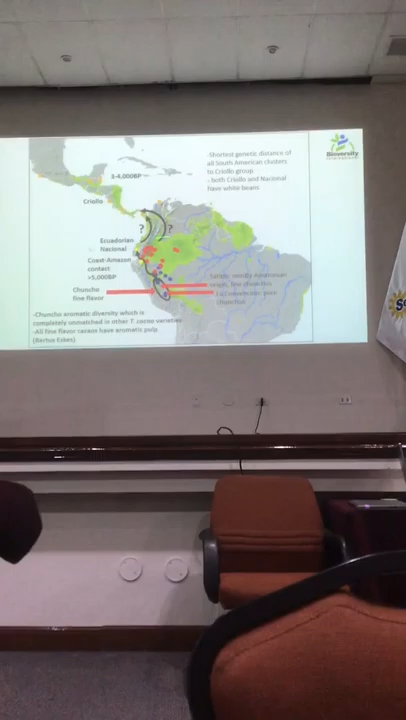 -Shortest genetic distance of
all South American clusters
to Criollo group
- both Criollo and Nacional
have white beans
Bioversity
3-4,000BP
Criollo
?
?
Ecuadorian
Nacional
Coast-Amazon
contact
>5,000BP
Chuncho
fine flavor
-Chuncho aromatic diversity which is
completely unmatched in other T. cacao varieties
-All fine flavor cacaos have aromatic pulp
(Bertus Eskes)